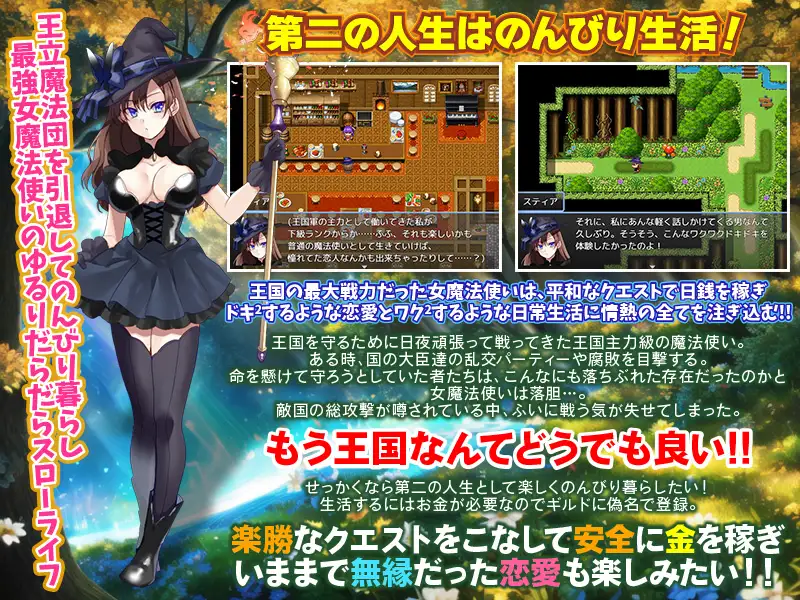 王立魔法団を引退してのんびり暮らし
最強女魔法使いのゆるりだらだらスローライフ
第二の人生はのんびり生活！
スティア
(王国軍の主力として働いてきた私が
下級ランクからか……ふふ、それも楽しいかも
普通の魔法使いとして生きていけば、
憧れてた恋人なんかも出来ちゃったりして……？)
スティア
それに、私にあんな軽く話しかけてくる男なんて
久しぶり。そうそう、こんなワクワクドキドキを
体験したかったのよ！
王国の最大戦力だった女魔法使いは、平和なクエストで日銭を稼ぎ
ドキ²するような恋愛とワク²するような日常生活に情熱の全てを注ぎ込む!!
王国を守るために日夜頑張って戦ってきた王国主力級の魔法使い。
ある時、国の大臣達の乱交パーティーや腐敗を目撃する。
命を懸けて守ろうとしていた者たちは、こんなにも落ちぶれた存在だったのかと
女魔法使いは落胆…。
敵国の総攻撃が噂されている中、ふいに戦う気が失せてしまった。
もう王国なんてどうでも良い!!
せっかくなら第二の人生として楽しくのんびり暮らしたい！
生活するにはお金が必要なのでギルドに偽名で登録。
楽勝なクエストをこなして安全に金を稼ぎ
いままで無縁だった恋愛も楽しみたい！！